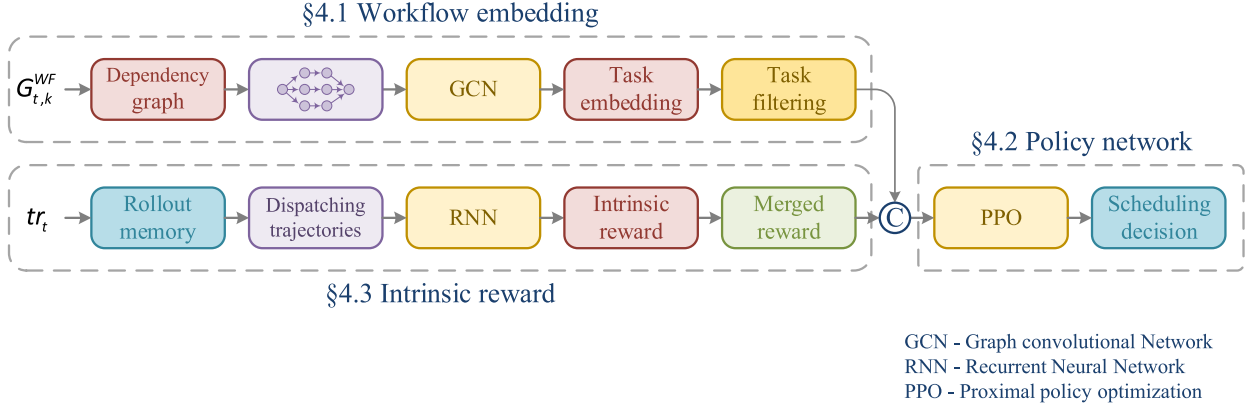 §4.1 Workflow embedding
G^{WF}_{t,k}
Dependency
graph
GCN
Task
embedding
Task
filtering
§4.2 Policy network
tr_t
Rollout
memory
Dispatching
trajectories
RNN
Intrinsic
reward
Merged
reward
C
PPO
Scheduling
decision
§4.3 Intrinsic reward
GCN - Graph convolutional Network
RNN - Recurrent Neural Network
PPO - Proximal policy optimization